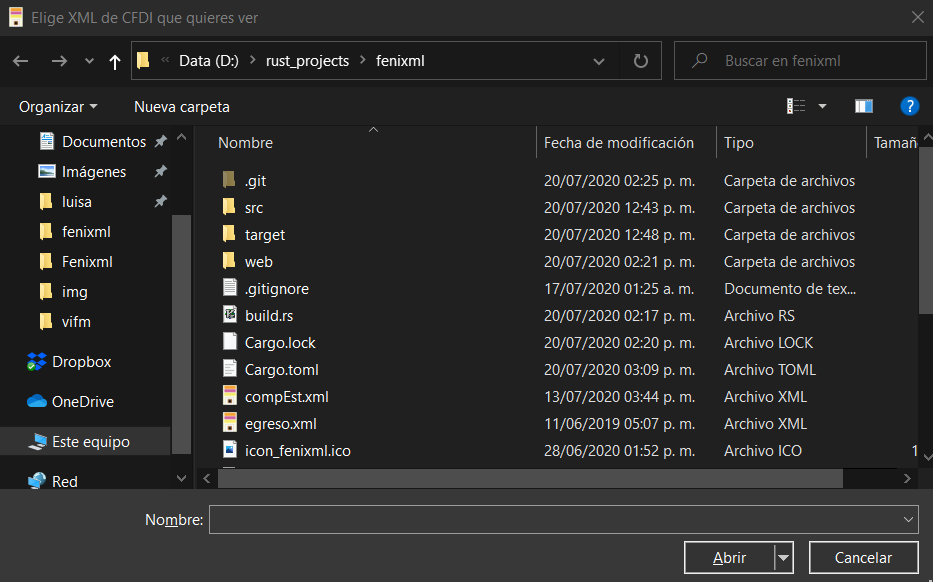 Elige XML de CFDI que quieres ver
« Data (D:) > rust_projects > fenixml
Buscar en fenixml
Organizar Nueva carpeta
Documentos
Imágenes
luisa
fenixml
Fenixml
img
vifm
Dropbox
OneDrive
Este equipo
Red
Nombre Fecha de modificación Tipo Tamañ
.git 20/07/2020 02:25 p. m. Carpeta de archivos
src 20/07/2020 12:43 p. m. Carpeta de archivos
target 20/07/2020 12:48 p. m. Carpeta de archivos
web 20/07/2020 02:21 p. m. Carpeta de archivos
.gitignore 17/07/2020 01:25 a. m. Documento de tex...
build.rs 20/07/2020 02:17 p. m. Archivo RS
Cargo.lock 20/07/2020 02:20 p. m. Archivo LOCK
Cargo.toml 20/07/2020 03:09 p. m. Archivo TOML
compEst.xml 13/07/2020 03:44 p. m. Archivo XML
egreso.xml 11/06/2019 05:07 p. m. Archivo XML
icon_fenixml.ico 28/06/2020 01:52 p. m. Archivo ICO 1
Nombre:
Abrir Cancelar